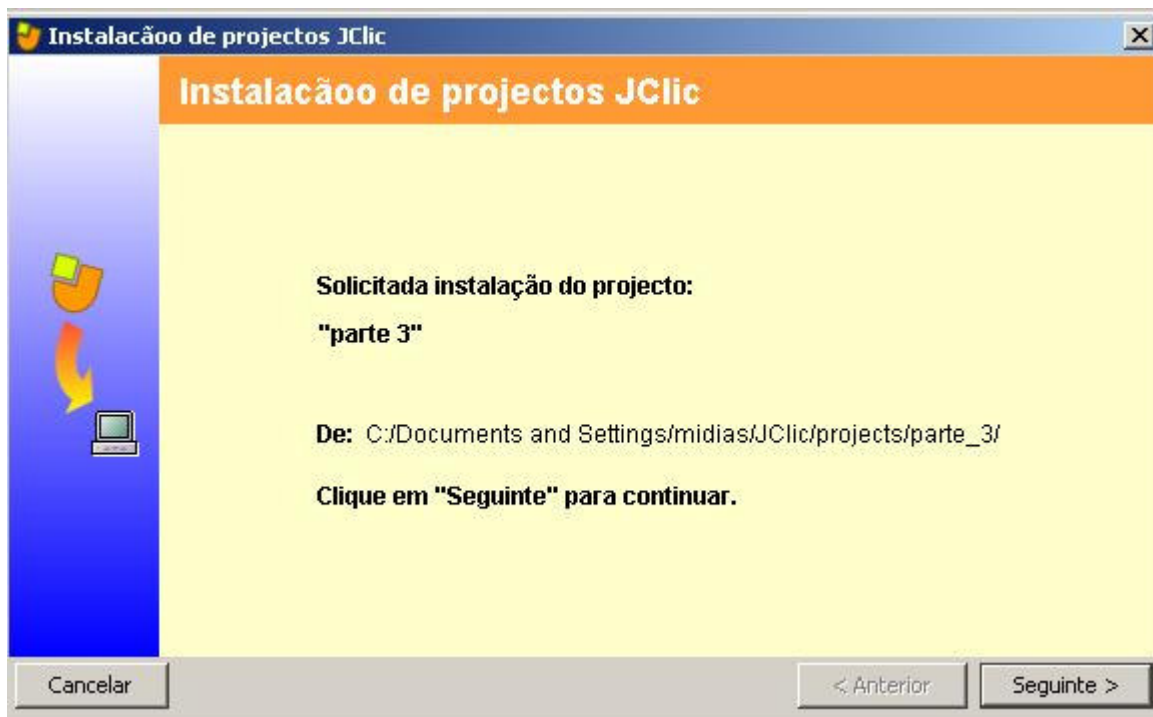 Instalacãoo de projectos JClic
Instalacãoo de projectos JClic
Solicitada instalação do projecto:
"parte 3"
De: C:/Documents and Settings/midias/JClic/projects/parte_3/
Clique em "Seguinte" para continuar.
Cancelar < Anterior Seguinte >